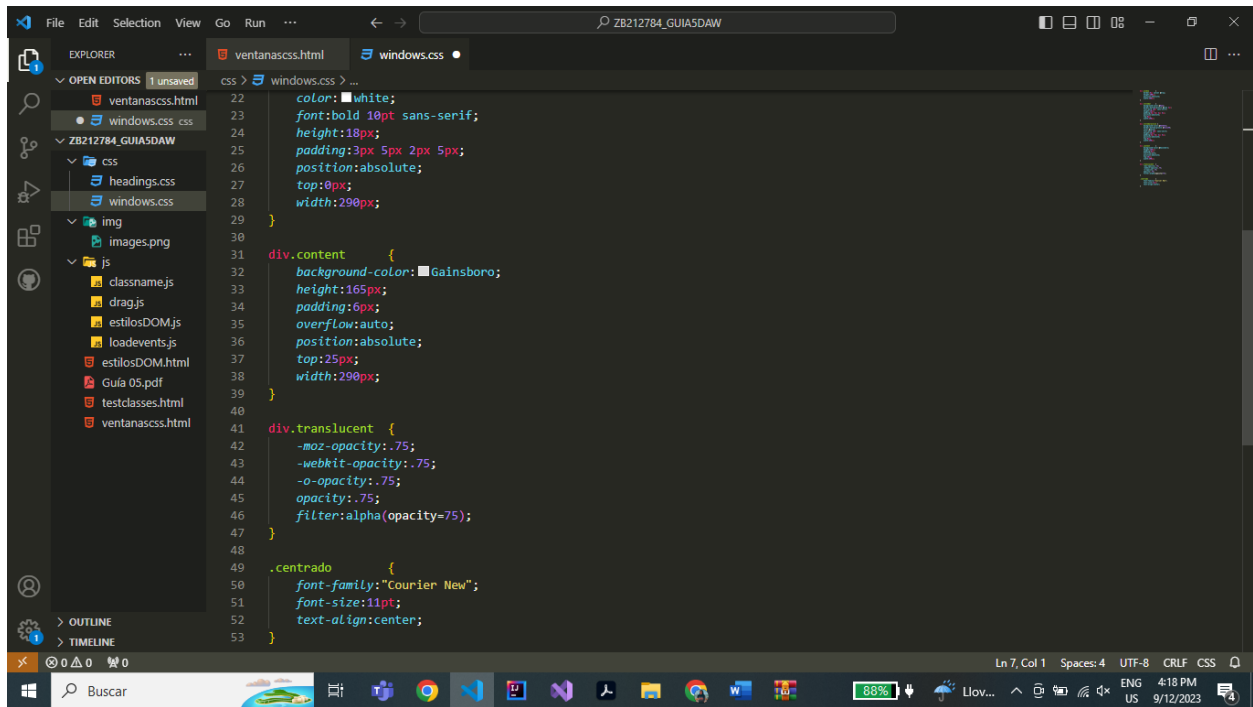 File Edit Selection View Go Run ··· ZB212784_GUIA5DAW
EXPLORER ···
ventanascss.html windows.css
OPEN EDITORS 1 unsaved
ventanascss.html
windows.css css
ZB212784_GUIA5DAW
css
headings.css
windows.css
img
images.png
js
classname.js
drag.js
estilosDOM.js
loadevents.js
estilosDOM.html
Guía 05.pdf
testclasses.html
ventanascss.html
OUTLINE
TIMELINE
css > windows.css > ...
22 color:white;
23 font:bold 10pt sans-serif;
24 height:18px;
25 padding:3px 5px 2px 5px;
26 position:absolute;
27 top:0px;
28 width:290px;
29 }
30
31 div.content {
32 background-color:Gainsboro;
33 height:165px;
34 padding:6px;
35 overflow:auto;
36 position:absolute;
37 top:25px;
38 width:290px;
39 }
40
41 div.translucent {
42 -moz-opacity:.75;
43 -webkit-opacity:.75;
44 -o-opacity:.75;
45 opacity:.75;
46 filter:alpha(opacity=75);
47 }
48
49 .centrado {
50 font-family:"Courier New";
51 font-size:11pt;
52 text-align:center;
53 }
0 0 0 Ln 7, Col 1 Spaces: 4 UTF-8 CRLF CSS
Buscar 88% Llov... ENG 4:18 PM
US 9/12/2023 4